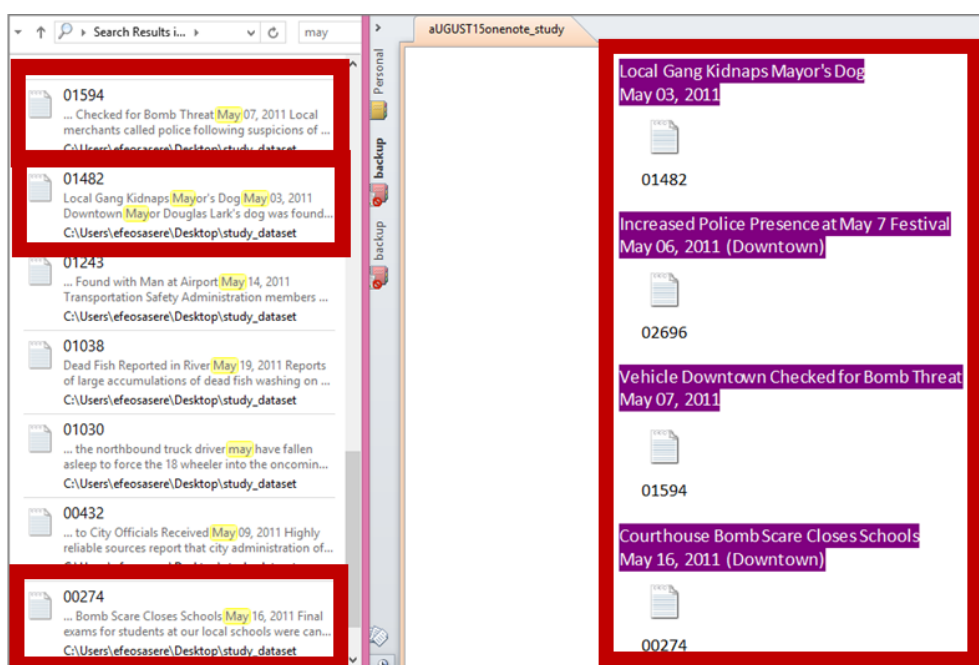 Search Results i...
may
01594
... Checked for Bomb Threat May 07, 2011 Local
merchants called police following suspicions of ...
C:\Users\efeosasere\Desktop\study_dataset
01482
Local Gang Kidnaps Mayor's Dog May 03, 2011
Downtown Mayor Douglas Lark's dog was found...
C:\Users\efeosasere\Desktop\study_dataset
01243
... Found with Man at Airport May 14, 2011
Transportation Safety Administration members ...
C:\Users\efeosasere\Desktop\study_dataset
01038
Dead Fish Reported in River May 19, 2011 Reports
of large accumulations of dead fish washing on ...
C:\Users\efeosasere\Desktop\study_dataset
01030
... the northbound truck driver may have fallen
asleep to force the 18 wheeler into the oncomin...
C:\Users\efeosasere\Desktop\study_dataset
00432
... to City Officials Received May 09, 2011 Highly
reliable sources report that city administration of...
00274
... Bomb Scare Closes Schools May 16, 2011 Final
exams for students at our local schools were can...
C:\Users\efeosasere\Desktop\study_dataset
Personal
backup
backup
aUGUST15onenote_study
Local Gang Kidnaps Mayor's Dog
May 03, 2011
01482
Increased Police Presence at May 7 Festival
May 06, 2011 (Downtown)
02696
Vehicle Downtown Checked for Bomb Threat
May 07, 2011
01594
Courthouse Bomb Scare Closes Schools
May 16, 2011 (Downtown)
00274